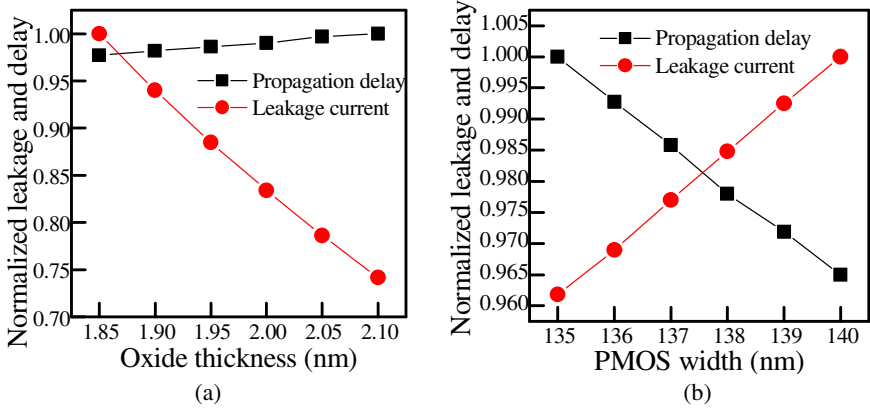 Normalized leakage and delay
1.00
0.95
0.90
0.85
0.80
0.75
0.70
Propagation delay
Leakage current
1.85 1.90 1.95 2.00 2.05 2.10
Oxide thickness (nm)
(a)
Normalized leakage and delay
1.005
1.000
0.995
0.990
0.985
0.980
0.975
0.970
0.965
0.960
Propagation delay
Leakage current
135 136 137 138 139 140
PMOS width (nm)
(b)